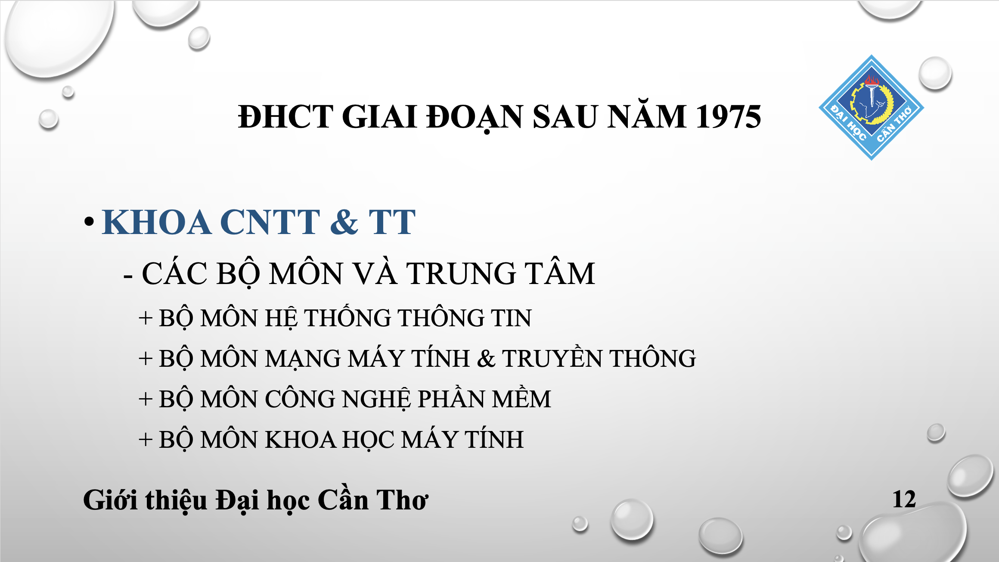 ĐHCT GIAI ĐOẠN SAU NĂM 1975
ĐẠI HỌC CẦN THƠ
• KHOA CNTT & TT
- CÁC BỘ MÔN VÀ TRUNG TÂM
+ BỘ MÔN HỆ THỐNG THÔNG TIN
+ BỘ MÔN MẠNG MÁY TÍNH & TRUYỀN THÔNG
+ BỘ MÔN CÔNG NGHỆ PHẦN MỀM
+ BỘ MÔN KHOA HỌC MÁY TÍNH
Giới thiệu Đại học Cần Thơ
12